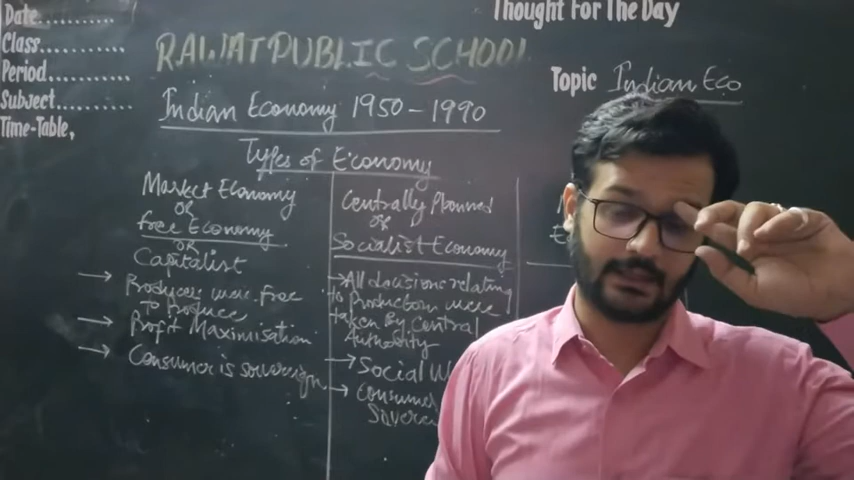 Date..........
Class..............
Period..............
Subject.............
Time-Table,
Thought For The Day
RAWAT PUBLIC SCHOOL
Topic Indian Eco
Indian Economy 1950-1990
Types of Economy
Market Economy
or
free Economy
or
Capitalist
→ Producers were free
to Produce
→ Profit Maximisation
→ Consumer is sovereign
Centrally Planned
or
Socialist Economy
→ All decisions relating
to Production were
taken By Central
Authority
→ Social W
→ Consumer
Soverei